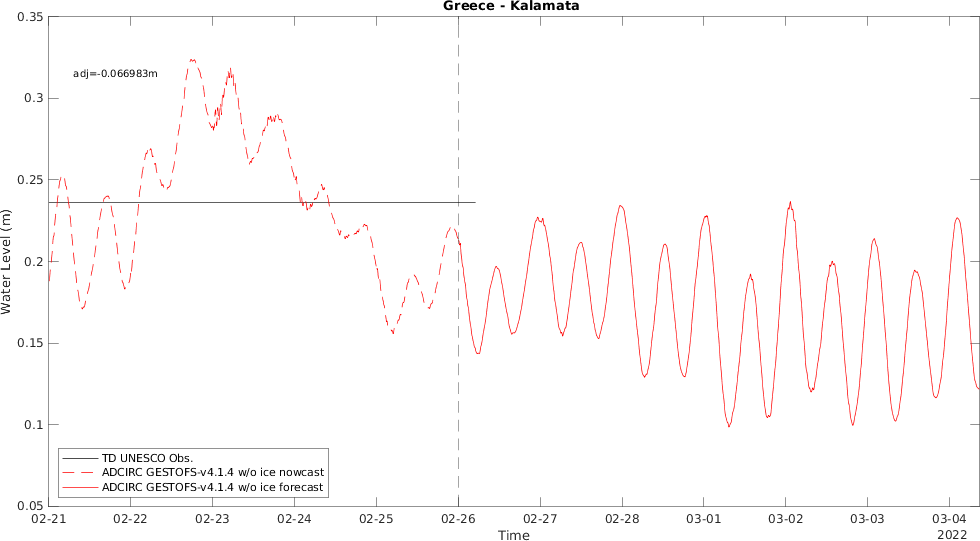 Greece - Kalamata
adj=-0.066983m
Water Level (m)
0.35
0.3
0.25
0.2
0.15
0.1
0.05
TD UNESCO Obs.
ADCIRC GESTOFS-v4.1.4 w/o ice nowcast
ADCIRC GESTOFS-v4.1.4 w/o ice forecast
02-21 02-22 02-23 02-24 02-25 02-26 02-27 02-28 03-01 03-02 03-03 03-04
Time
2022